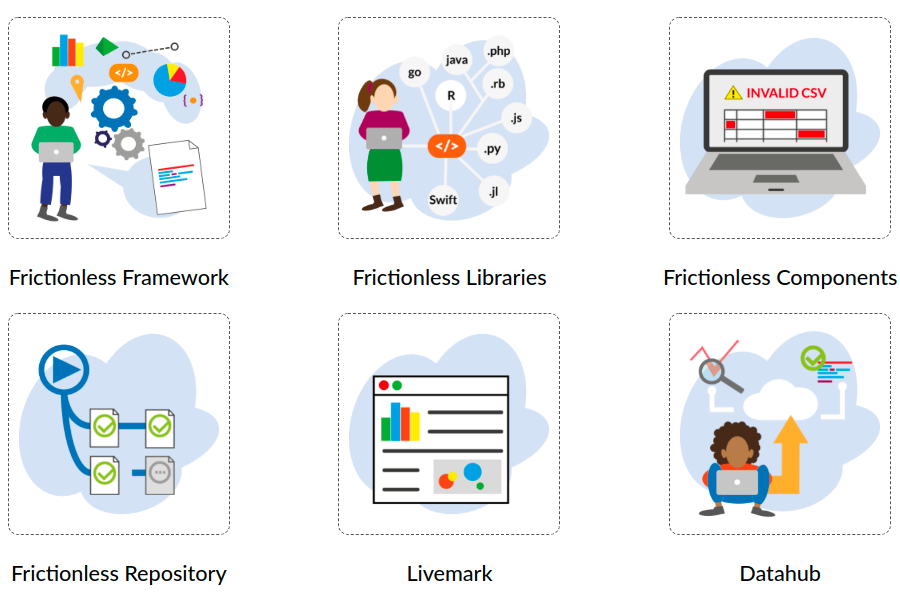 </>
{ }
Frictionless Framework
go
java
.php
R
.rb
.js
</>
.py
.jl
Swift
Frictionless Libraries
INVALID CSV
Frictionless Components
Frictionless Repository
Livemark
Datahub